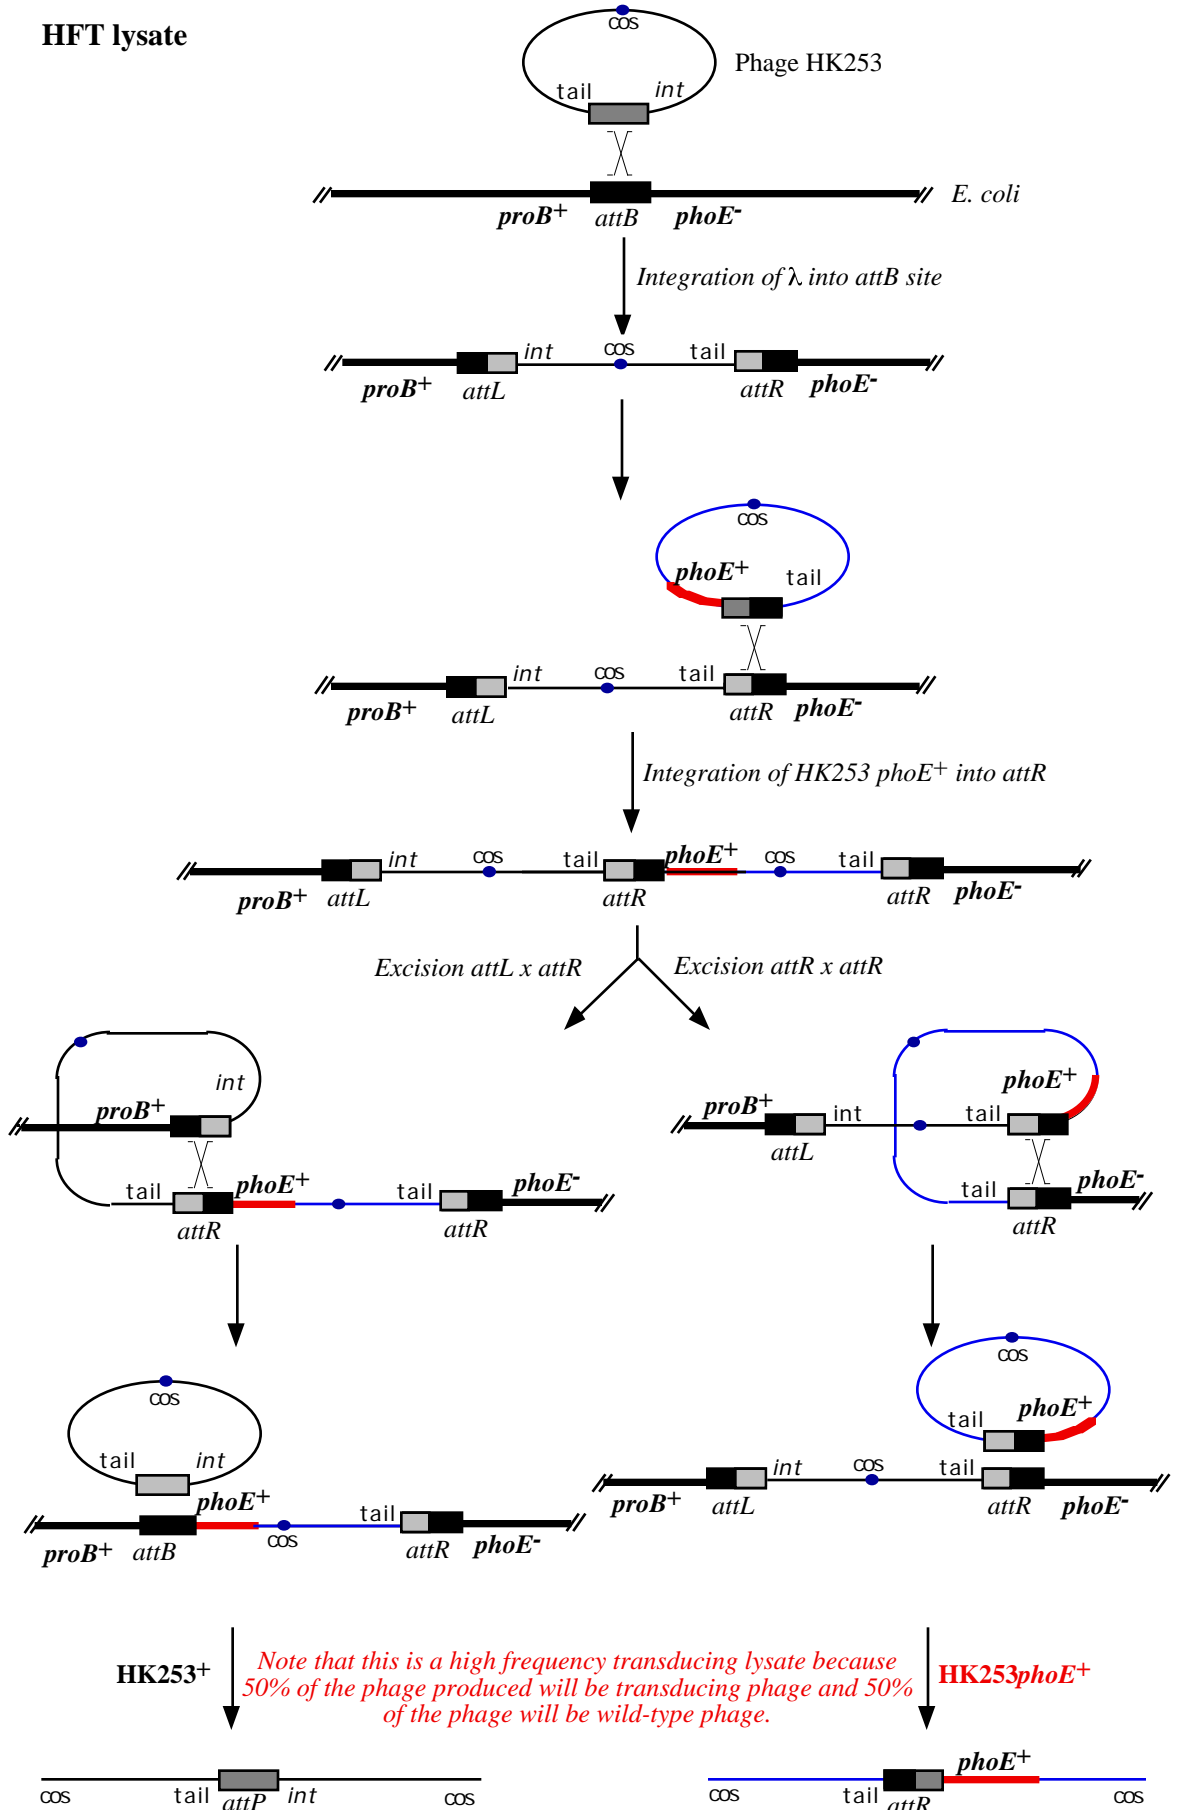 HFT lysate
cos
Phage HK253
tail int
E. coli
proB+ attB phoE-
Integration of λ into attB site
int cos tail
proB+ attL attR phoE-
cos
phoE+ tail
int cos tail
proB+ attL attR phoE-
Integration of HK253 phoE+ into attR
int cos tail phoE+ cos tail
proB+ attL attR attR phoE-
Excision attL x attR Excision attR x attR
int
proB+
tail phoE+ tail phoE-
attR attR
phoE+
proB+ int tail
attL
tail phoE-
attR
cos
tail int
phoE+ tail
proB+ attB cos attR phoE-
cos
tail phoE+
int cos tail
proB+ attL attR phoE-
HK253+
Note that this is a high frequency transducing lysate because
50% of the phage produced will be transducing phage and 50%
of the phage will be wild-type phage.
HK253phoE+
cos tail attP int cos
phoE+
cos tail attR cos